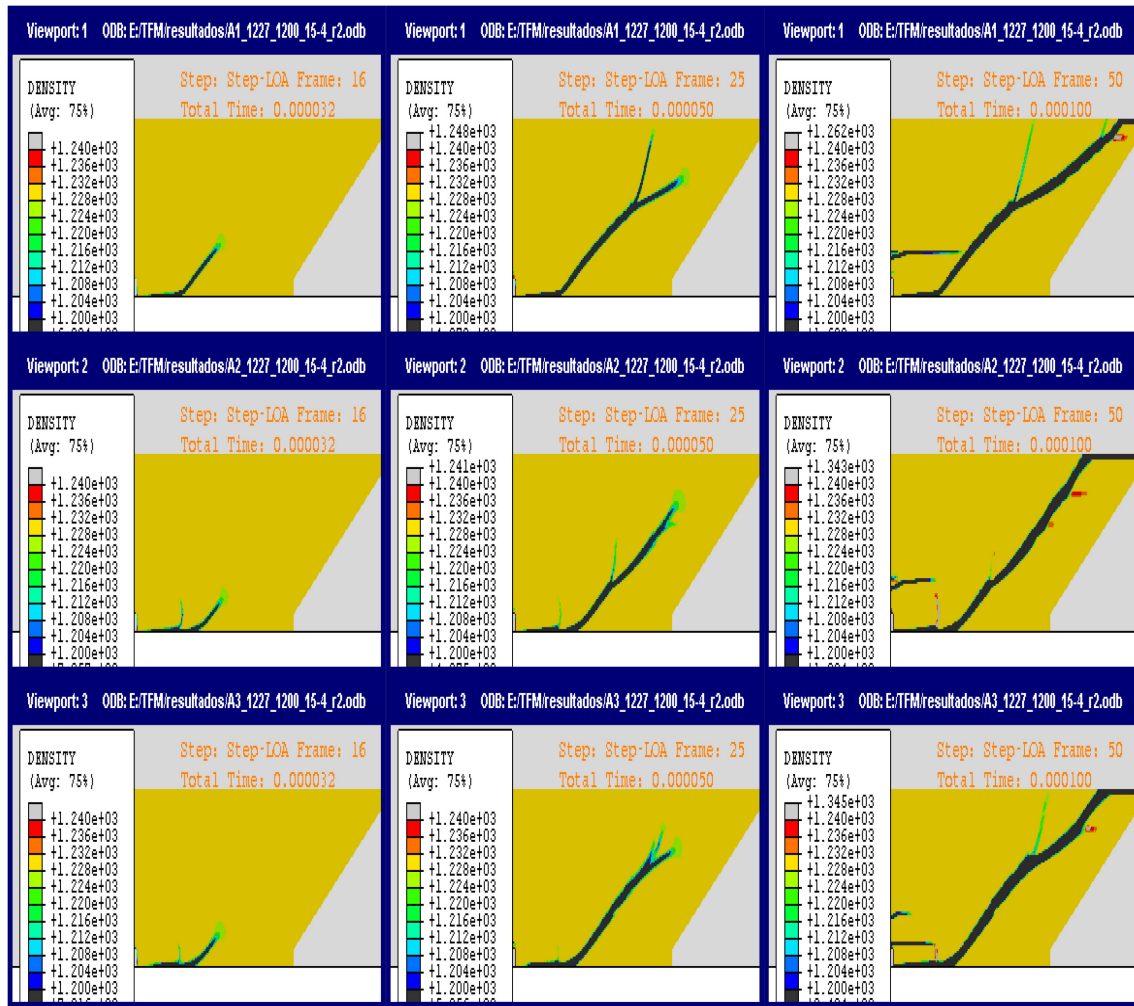 Viewport: 1 ODB: E:/TFM/resultados/A1_1227_1200_15-4_r2.odb
Step: Step-LOA Frame: 16
Total Time: 0.000032
DENSITY
(Avg: 75%)
+1.240e+03
+1.236e+03
+1.232e+03
+1.228e+03
+1.224e+03
+1.220e+03
+1.216e+03
+1.212e+03
+1.208e+03
+1.204e+03
+1.200e+03
Viewport: 1 ODB: E:/TFM/resultados/A1_1227_1200_15-4_r2.odb
Step: Step-LOA Frame: 25
Total Time: 0.000050
DENSITY
(Avg: 75%)
+1.248e+03
+1.240e+03
+1.236e+03
+1.232e+03
+1.228e+03
+1.224e+03
+1.220e+03
+1.216e+03
+1.212e+03
+1.208e+03
+1.204e+03
+1.200e+03
Viewport: 1 ODB: E:/TFM/resultados/A1_1227_1200_15-4_r2.odb
Step: Step-LOA Frame: 50
Total Time: 0.000100
DENSITY
(Avg: 75%)
+1.262e+03
+1.240e+03
+1.236e+03
+1.232e+03
+1.228e+03
+1.224e+03
+1.220e+03
+1.216e+03
+1.212e+03
+1.208e+03
+1.204e+03
+1.200e+03
Viewport: 2 ODB: E:/TFM/resultados/A2_1227_1200_15-4_r2.odb
Step: Step-LOA Frame: 16
Total Time: 0.000032
DENSITY
(Avg: 75%)
+1.240e+03
+1.236e+03
+1.232e+03
+1.228e+03
+1.224e+03
+1.220e+03
+1.216e+03
+1.212e+03
+1.208e+03
+1.204e+03
+1.200e+03
Viewport: 2 ODB: E:/TFM/resultados/A2_1227_1200_15-4_r2.odb
Step: Step-LOA Frame: 25
Total Time: 0.000050
DENSITY
(Avg: 75%)
+1.241e+03
+1.240e+03
+1.236e+03
+1.232e+03
+1.228e+03
+1.224e+03
+1.220e+03
+1.216e+03
+1.212e+03
+1.208e+03
+1.204e+03
+1.200e+03
Viewport: 2 ODB: E:/TFM/resultados/A2_1227_1200_15-4_r2.odb
Step: Step-LOA Frame: 50
Total Time: 0.000100
DENSITY
(Avg: 75%)
+1.343e+03
+1.240e+03
+1.236e+03
+1.232e+03
+1.228e+03
+1.224e+03
+1.220e+03
+1.216e+03
+1.212e+03
+1.208e+03
+1.204e+03
+1.200e+03
Viewport: 3 ODB: E:/TFM/resultados/A3_1227_1200_15-4_r2.odb
Step: Step-LOA Frame: 16
Total Time: 0.000032
DENSITY
(Avg: 75%)
+1.240e+03
+1.236e+03
+1.232e+03
+1.228e+03
+1.224e+03
+1.220e+03
+1.216e+03
+1.212e+03
+1.208e+03
+1.204e+03
+1.200e+03
Viewport: 3 ODB: E:/TFM/resultados/A3_1227_1200_15-4_r2.odb
Step: Step-LOA Frame: 25
Total Time: 0.000050
DENSITY
(Avg: 75%)
+1.240e+03
+1.236e+03
+1.232e+03
+1.228e+03
+1.224e+03
+1.220e+03
+1.216e+03
+1.212e+03
+1.208e+03
+1.204e+03
+1.200e+03
Viewport: 3 ODB: E:/TFM/resultados/A3_1227_1200_15-4_r2.odb
Step: Step-LOA Frame: 50
Total Time: 0.000100
DENSITY
(Avg: 75%)
+1.345e+03
+1.240e+03
+1.236e+03
+1.232e+03
+1.228e+03
+1.224e+03
+1.220e+03
+1.216e+03
+1.212e+03
+1.208e+03
+1.204e+03
+1.200e+03